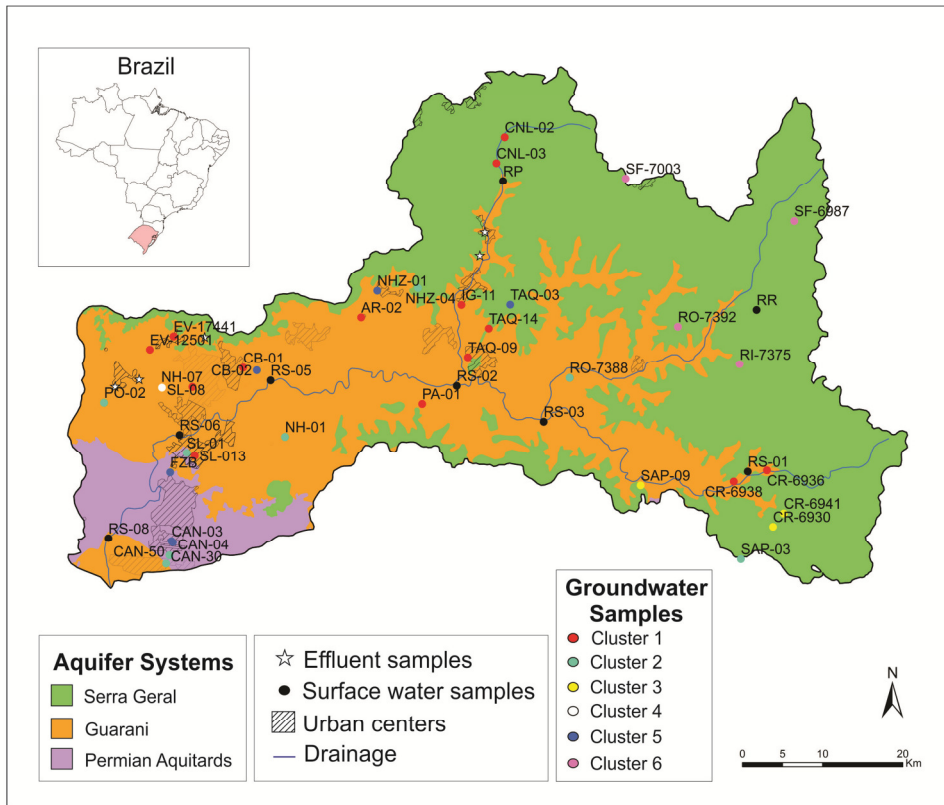 Brazil
CNL-02
CNL-03
RP
SF-7003
SF-6987
NHZ-01
NHZ-04
IG-11
TAQ-03
RR
AR-02
TAQ-14
RO-7392
EV-17441
EV-12501
CB-01
TAQ-09
RI-7375
CB-02
RS-05
RS-02
RO-7388
NH-07
SL-08
PO-02
PA-01
RS-03
RS-06
NH-01
SL-01
SL-013
FZB
RS-01
SAP-09
CR-6936
CR-6938
CR-6941
CR-6930
RS-08
CAN-03
CAN-04
CAN-50
CAN-30
SAP-03
Aquifer Systems
Serra Geral
Guarani
Permian Aquitards
Effluent samples
Surface water samples
Urban centers
Drainage
Groundwater
Samples
Cluster 1
Cluster 2
Cluster 3
Cluster 4
Cluster 5
Cluster 6
N
0 5 10 20
Km